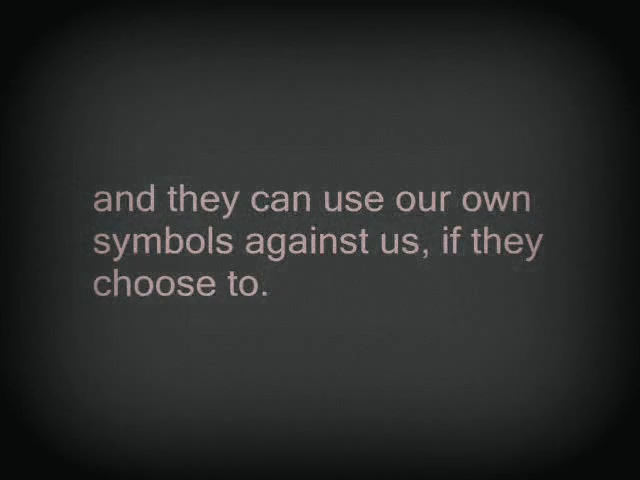 and they can use our own
symbols against us, if they
choose to.